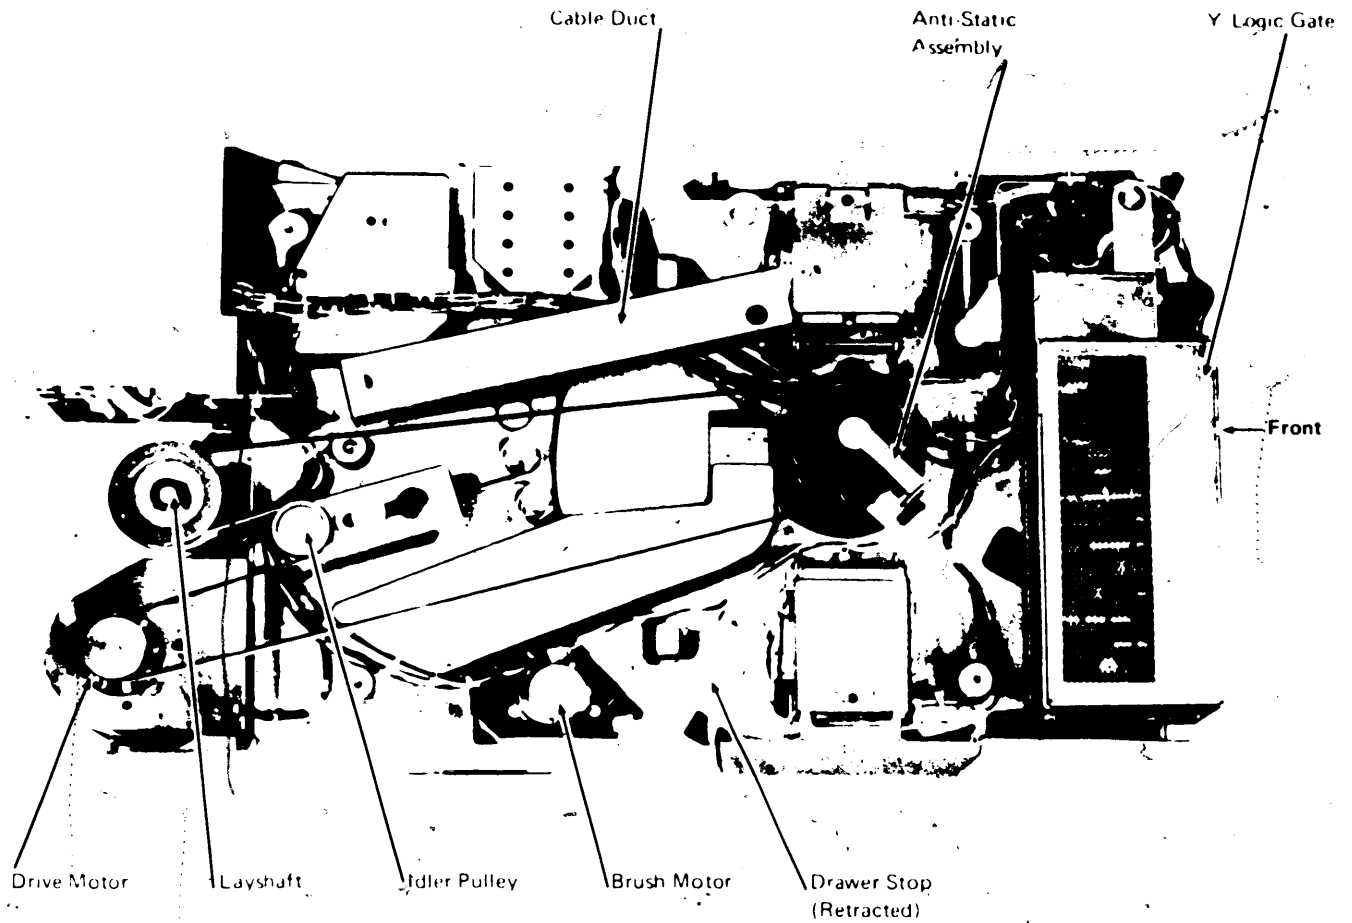 Cable Duct
Anti-Static
Assembly
Y Logic Gate
Front
Drive Motor
Layshaft
Idler Pulley
Brush Motor
Drawer Stop
(Retracted)